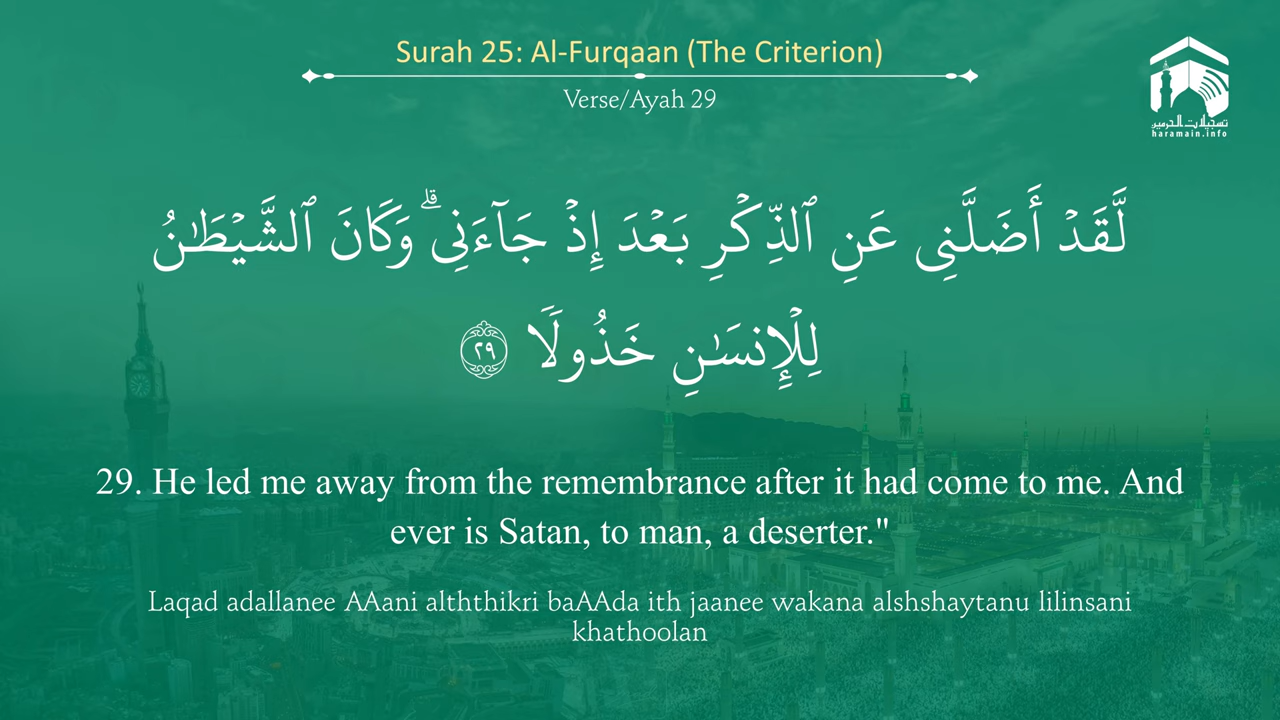 Surah 25: Al-Furqaan (The Criterion)
Verse/Ayah 29
تسجيلات الحرمين
haramain.info
لَّقَدْ أَضَلَّنِى عَنِ ٱلذِّكْرِ بَعْدَ إِذْ جَآءَنِى ۗ وَكَانَ ٱلشَّيْطَـٰنُ
لِلْإِنسَـٰنِ خَذُولًا ٢٩
29. He led me away from the remembrance after it had come to me. And
ever is Satan, to man, a deserter."
Laqad adallanee AAani alththikri baAAda ith jaanee wakana alshshaytanu lilinsani
khathoolan